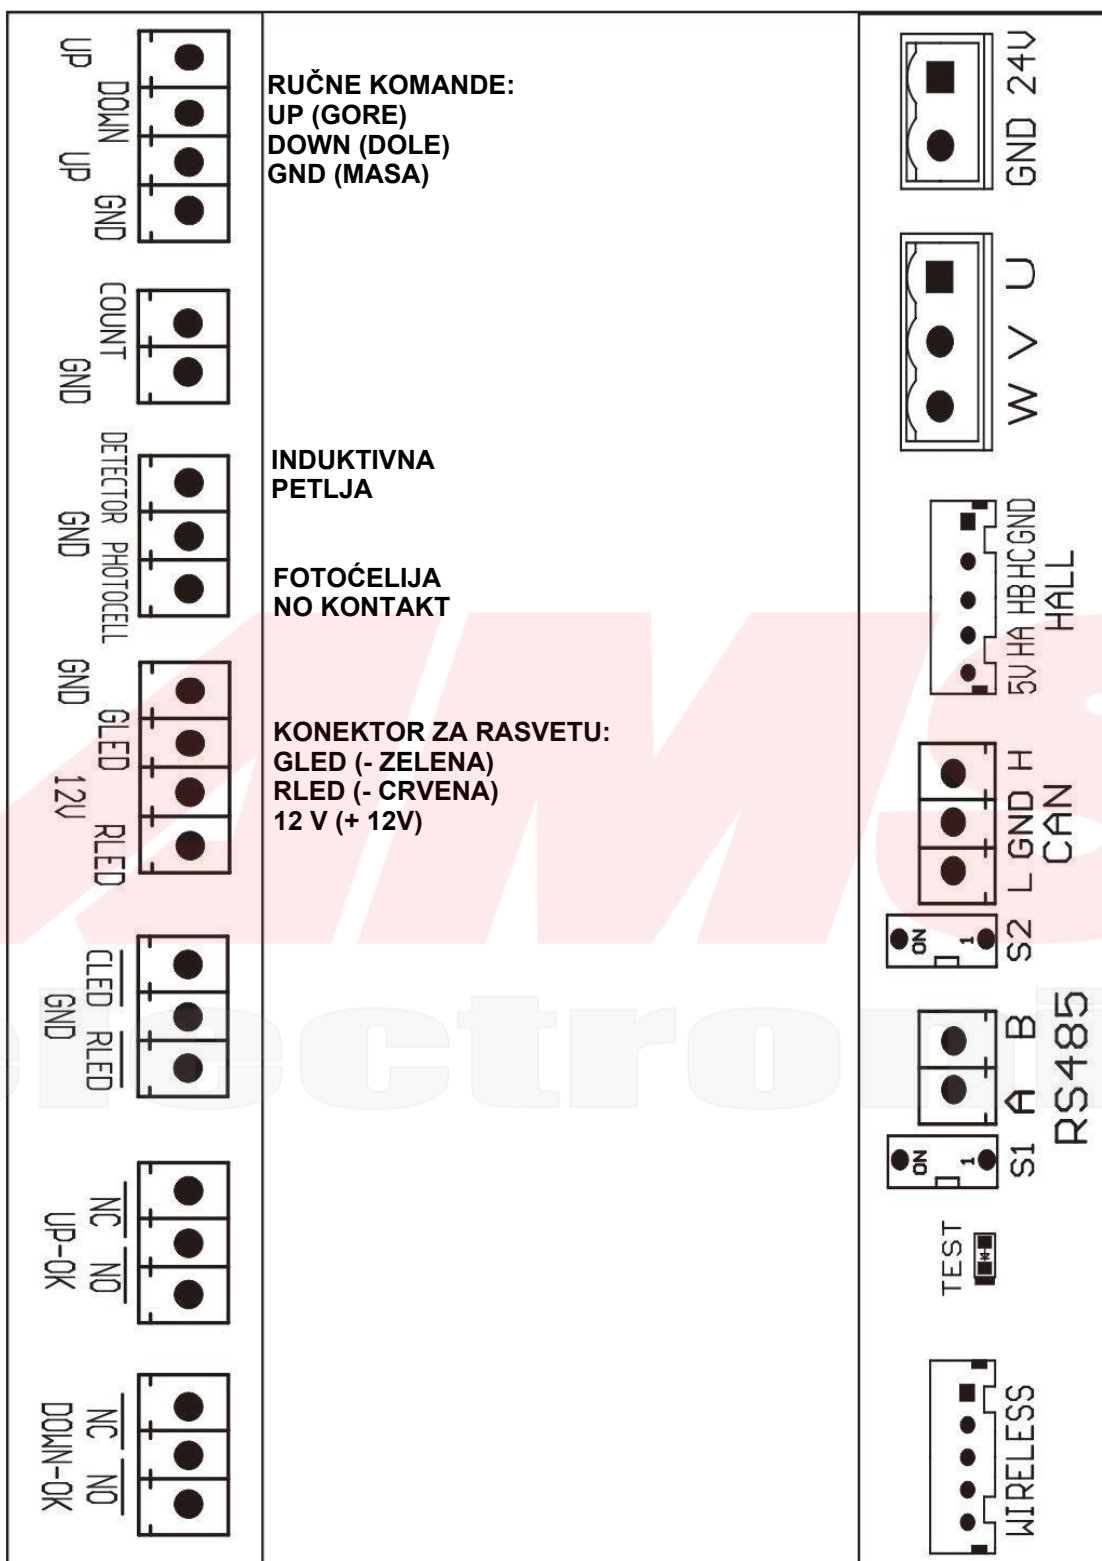 UP
DOWN
UP
GND
RUČNE KOMANDE:
UP (GORE)
DOWN (DOLE)
GND (MASA)
COUNT
GND
DETECTOR
GND
PHOTOCELL
INDUKTIVNA
PETLJA
FOTOĆELIJA
NO KONTAKT
GND
GLED
12V
RLED
KONEKTOR ZA RASVETU:
GLED (- ZELENA)
RLED (- CRVENA)
12 V (+ 12V)
CLED
GND
RLED
NC
UP-OK
NO
NC
DOWN-OK
NO
GND 24V
W V U
5V HA HB HC GND
HALL
L GND H
CAN
ON 1
S2
A B
RS485
ON 1
S1
TEST
WIRELESS
AMS
electroni